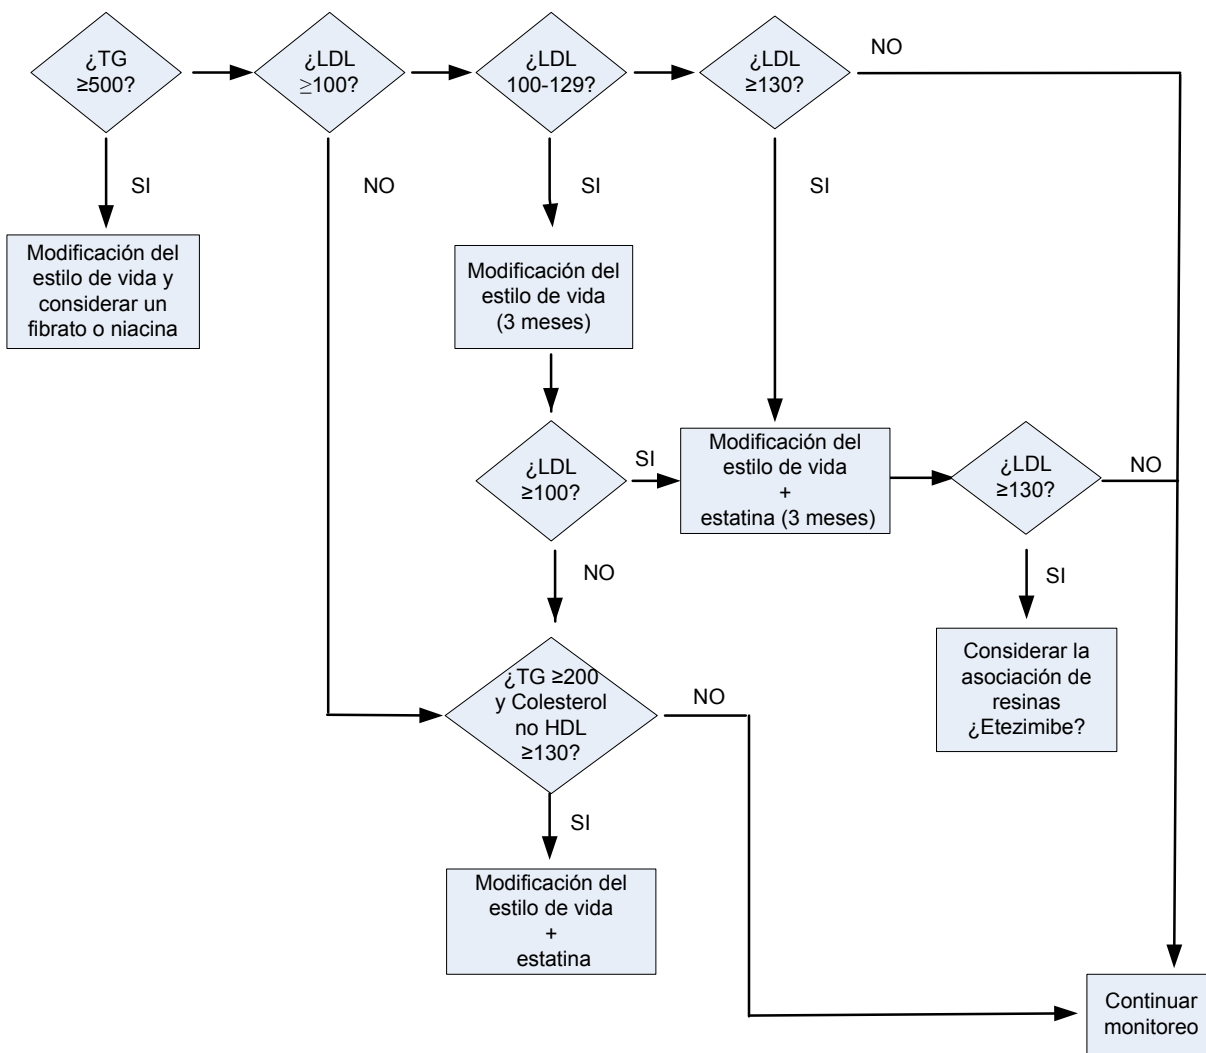 ¿TG
≥500?
¿LDL
≥100?
¿LDL
100-129?
¿LDL
≥130?
NO
SI
NO
SI
SI
Modificación del
estilo de vida y
considerar un
fibrato o niacina
Modificación del
estilo de vida
(3 meses)
¿LDL
≥100?
SI
Modificación del
estilo de vida
+
estatina (3 meses)
¿LDL
≥130?
NO
NO
SI
¿TG ≥200
y Colesterol
no HDL
≥130?
NO
Considerar la
asociación de
resinas
¿Etezimibe?
SI
Modificación del
estilo de vida
+
estatina
Continuar
monitoreo